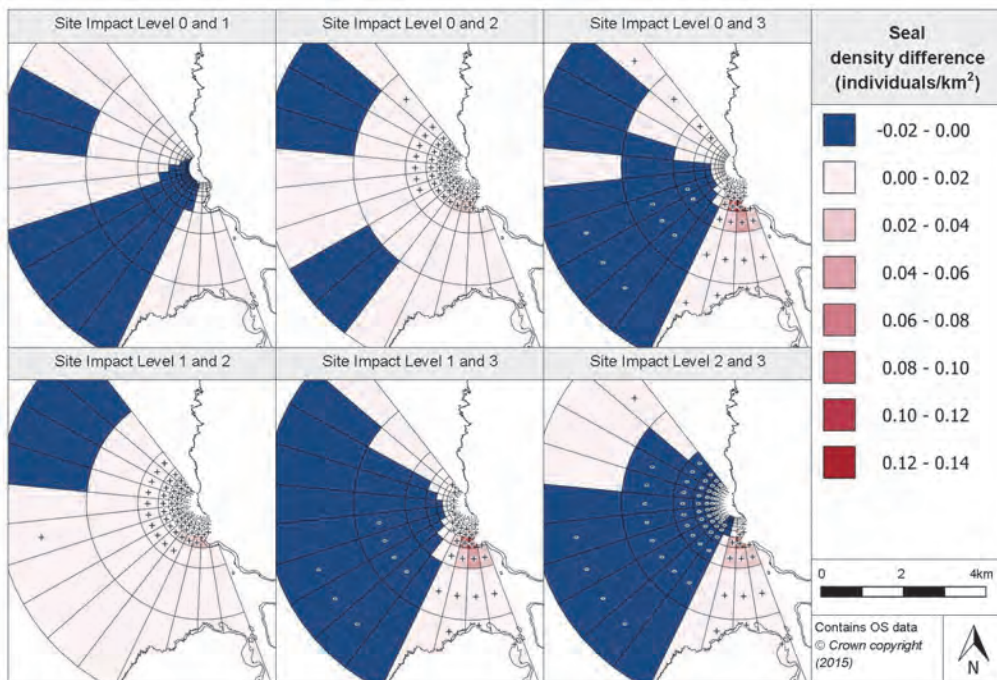 Site Impact Level 0 and 1
Site Impact Level 0 and 2
Site Impact Level 0 and 3
Site Impact Level 1 and 2
Site Impact Level 1 and 3
Site Impact Level 2 and 3
Seal
density difference
(individuals/km²)
-0.02 - 0.00
0.00 - 0.02
0.02 - 0.04
0.04 - 0.06
0.06 - 0.08
0.08 - 0.10
0.10 - 0.12
0.12 - 0.14
0 2 4km
Contains OS data
© Crown copyright
(2015)
N